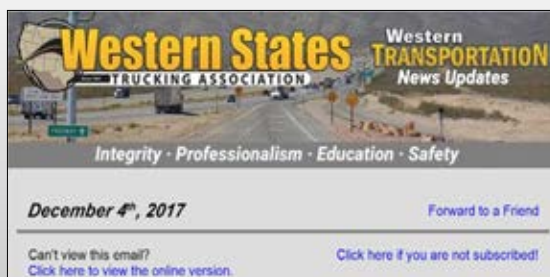 Western States
TRUCKING ASSOCIATION
Western
TRANSPORTATION
News Updates
Integrity · Professionalism · Education · Safety
December 4th, 2017
Forward to a Friend
Can't view this email?
Click here to view the online version.
Click here if you are not subscribed!